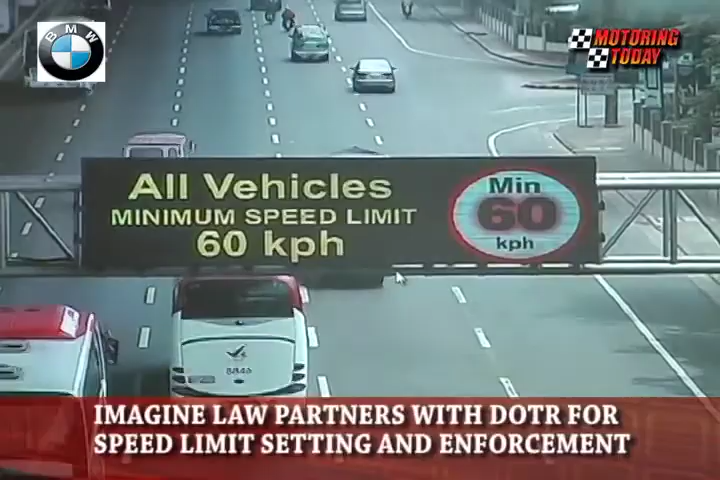 BMW
MOTORING
TODAY
All Vehicles
MINIMUM SPEED LIMIT
60 kph
Min
60
kph
8846
IMAGINE LAW PARTNERS WITH DOTR FOR
SPEED LIMIT SETTING AND ENFORCEMENT